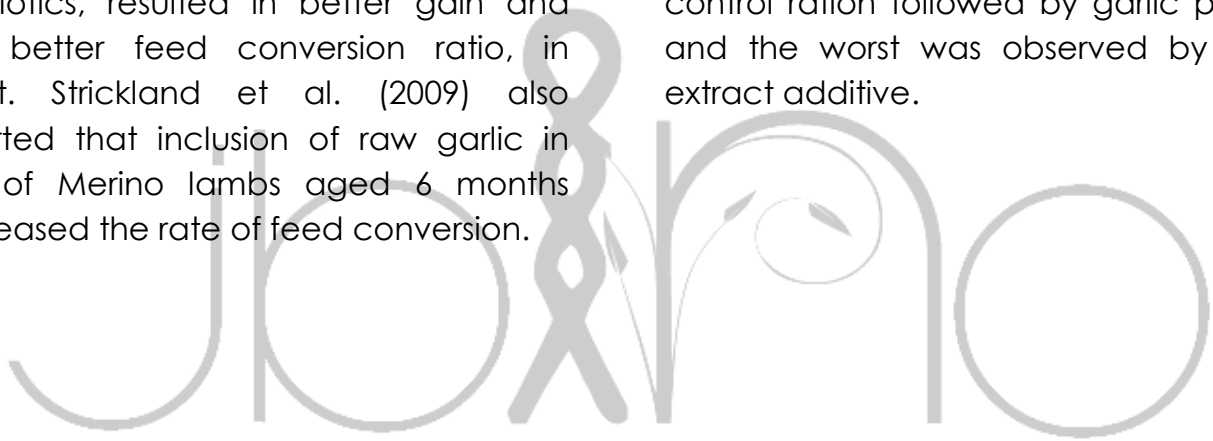 iotics, resulted in better gain and
better feed conversion ratio, in
t. Strickland et al. (2009) also
rted that inclusion of raw garlic in
of Merino lambs aged 6 months
eased the rate of feed conversion.
control ration followed by garlic p
and the worst was observed by
extract additive.